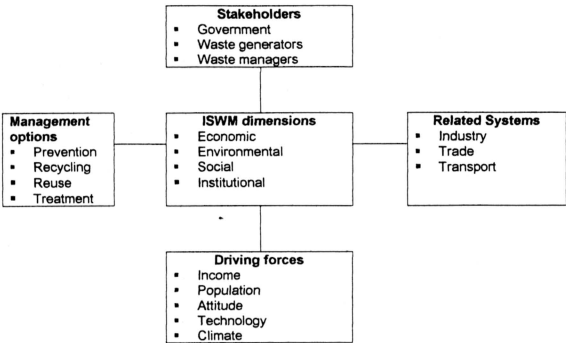 Stakeholders
▪ Government
▪ Waste generators
▪ Waste managers
Management
options
▪ Prevention
▪ Recycling
▪ Reuse
▪ Treatment
ISWM dimensions
▪ Economic
▪ Environmental
▪ Social
▪ Institutional
Related Systems
▪ Industry
▪ Trade
▪ Transport
Driving forces
▪ Income
▪ Population
▪ Attitude
▪ Technology
▪ Climate